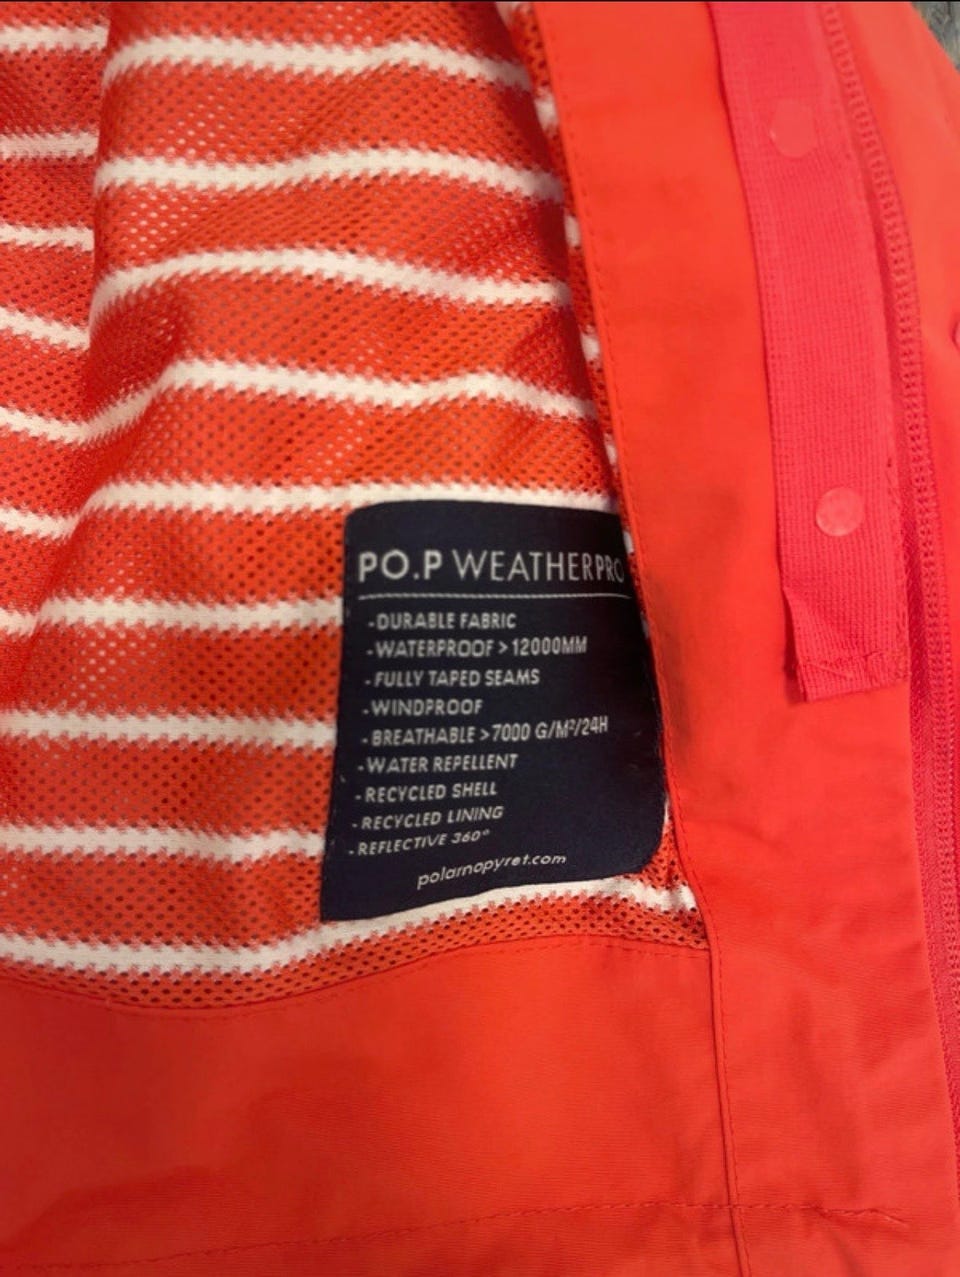 PO.P WEATHERPRO
-DURABLE FABRIC
-WATERPROOF >12000MM
-FULLY TAPED SEAMS
-WINDPROOF
-BREATHABLE >7000 G/M²/24H
-WATER REPELLENT
-RECYCLED SHELL
-RECYCLED LINING
-REFLECTIVE 360°
polarnopyret.com